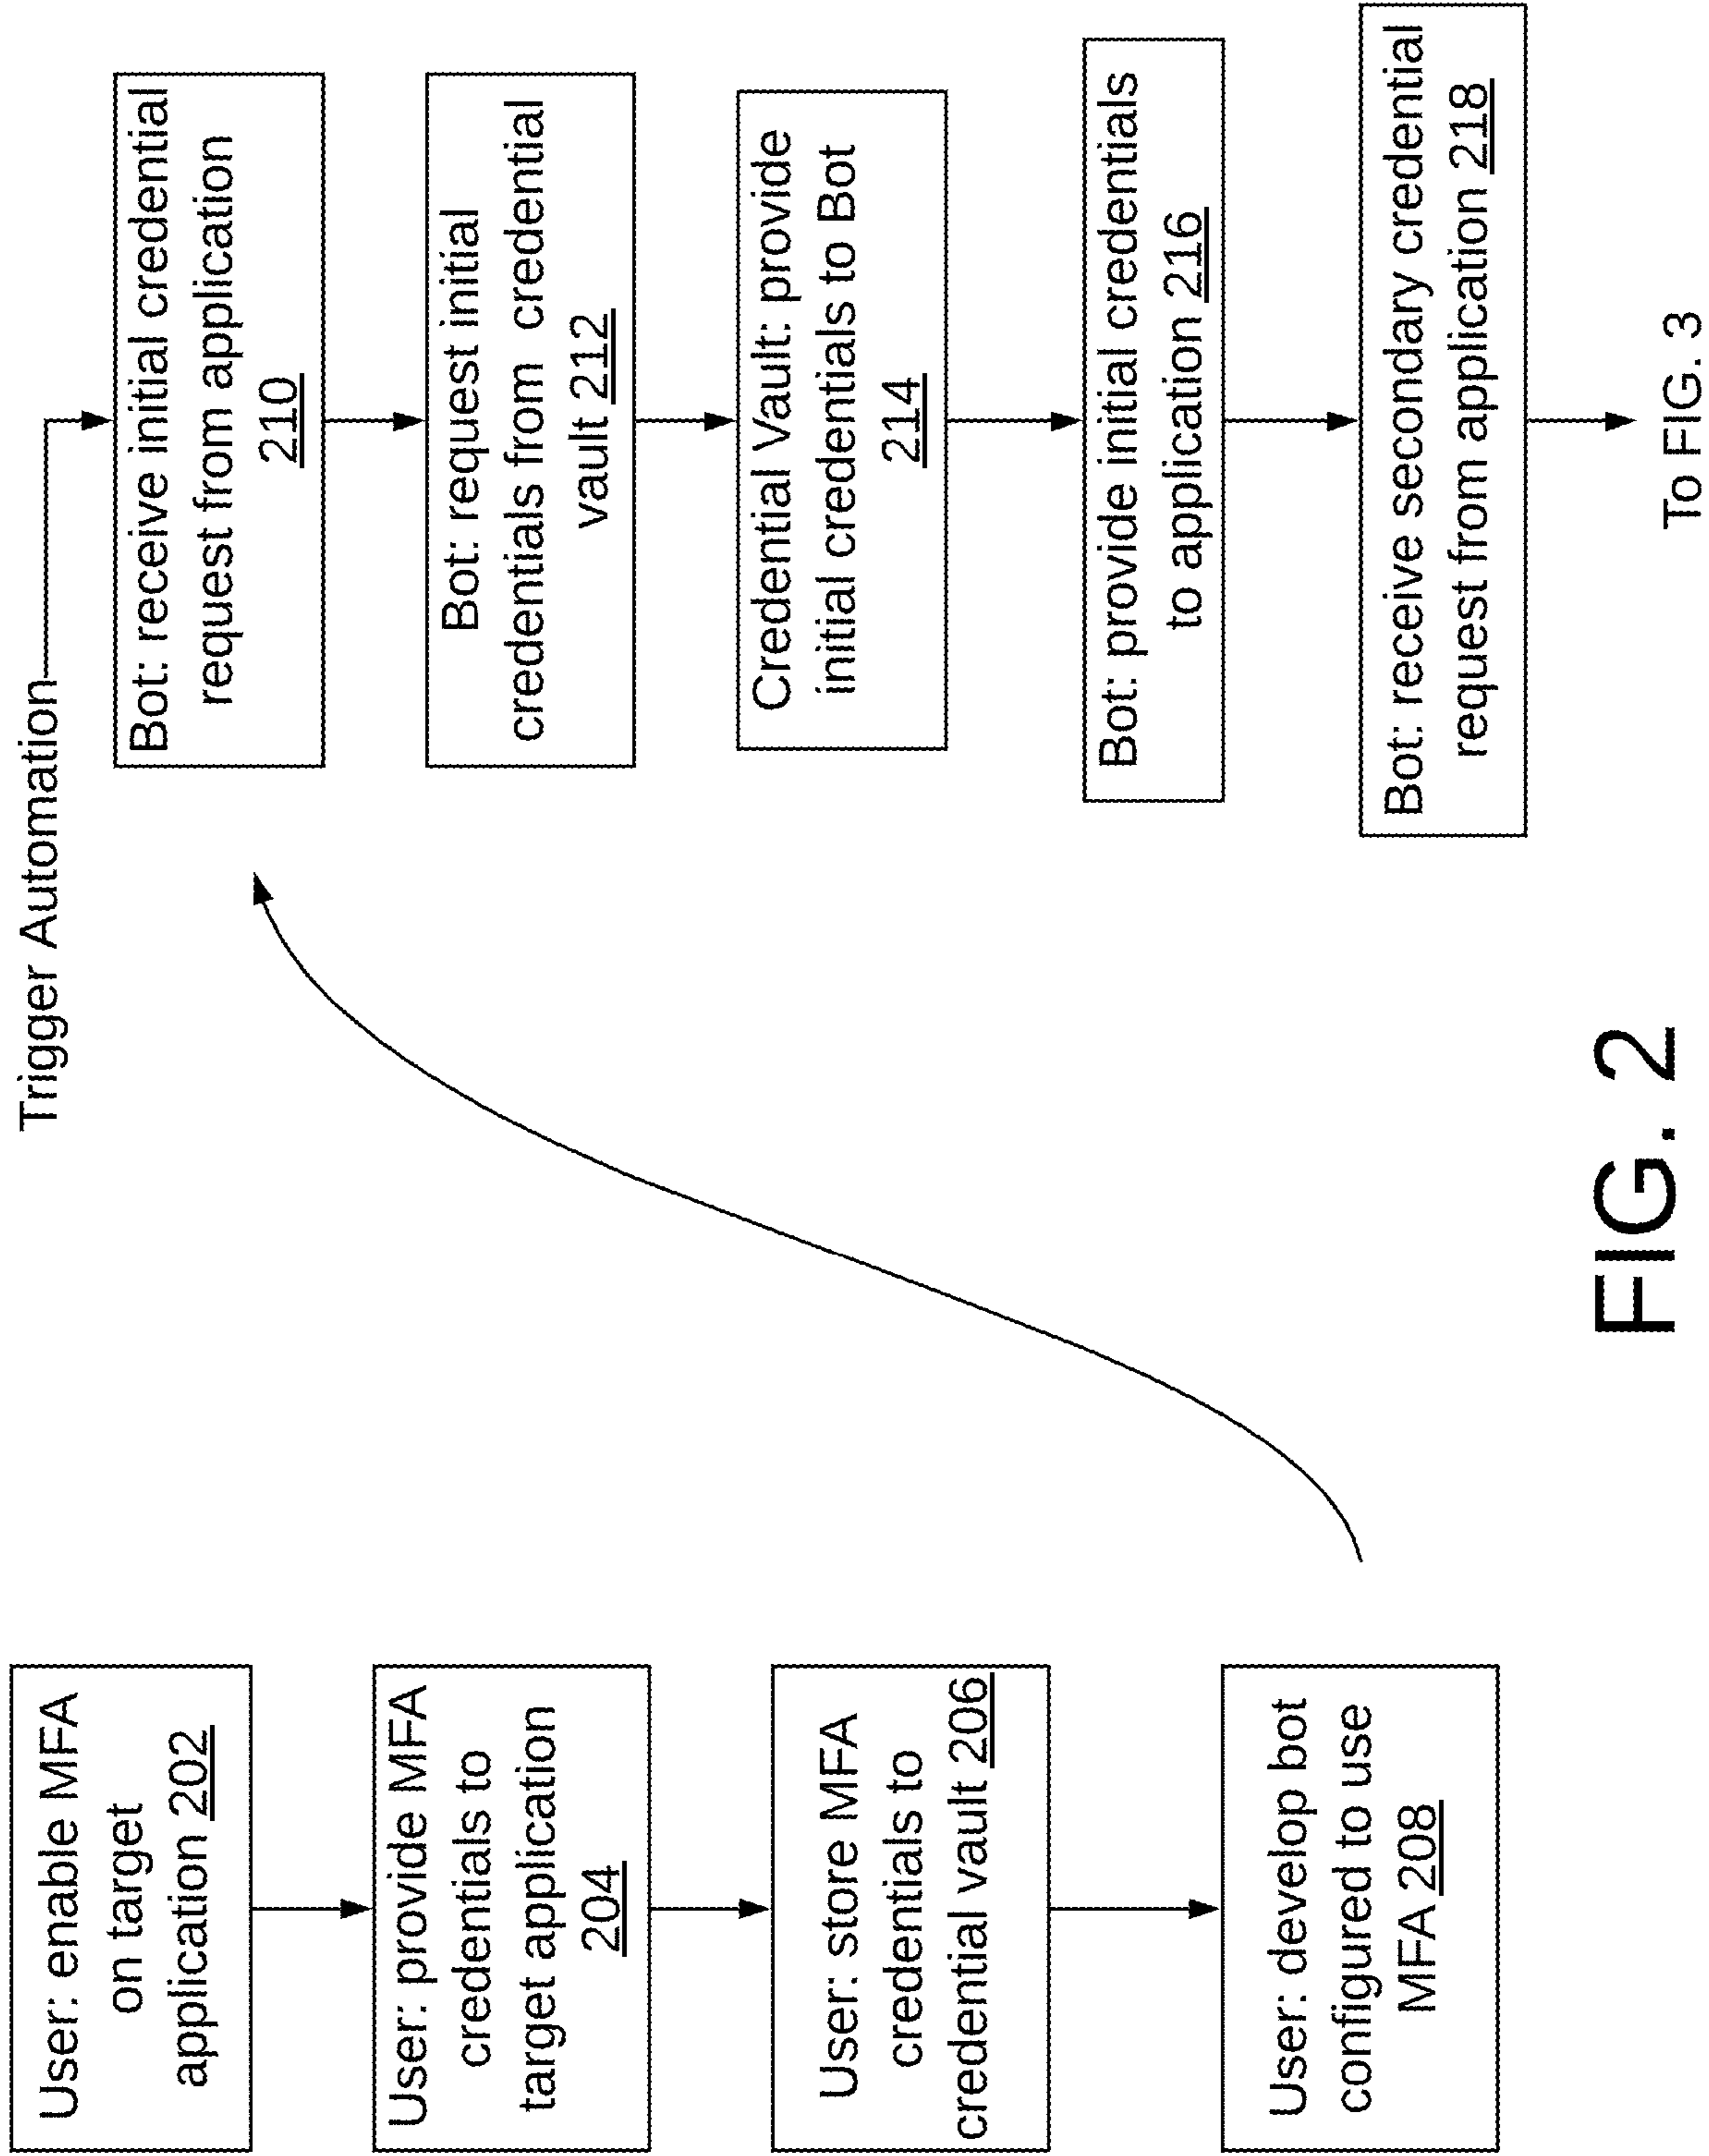 User: enable MFA
on target
application 202
User: provide MFA
credentials to
target application
204
User: store MFA
credentials to
credential vault 206
User: develop bot
configured to use
MFA 208
Trigger Automation
Bot: receive initial credential
request from application
210
Bot: request initial
credentials from credential
vault 212
Credential Vault: provide
initial credentials to Bot
214
Bot: provide initial credentials
to application 216
Bot: receive secondary credential
request from application 218
To FIG. 3
FIG. 2